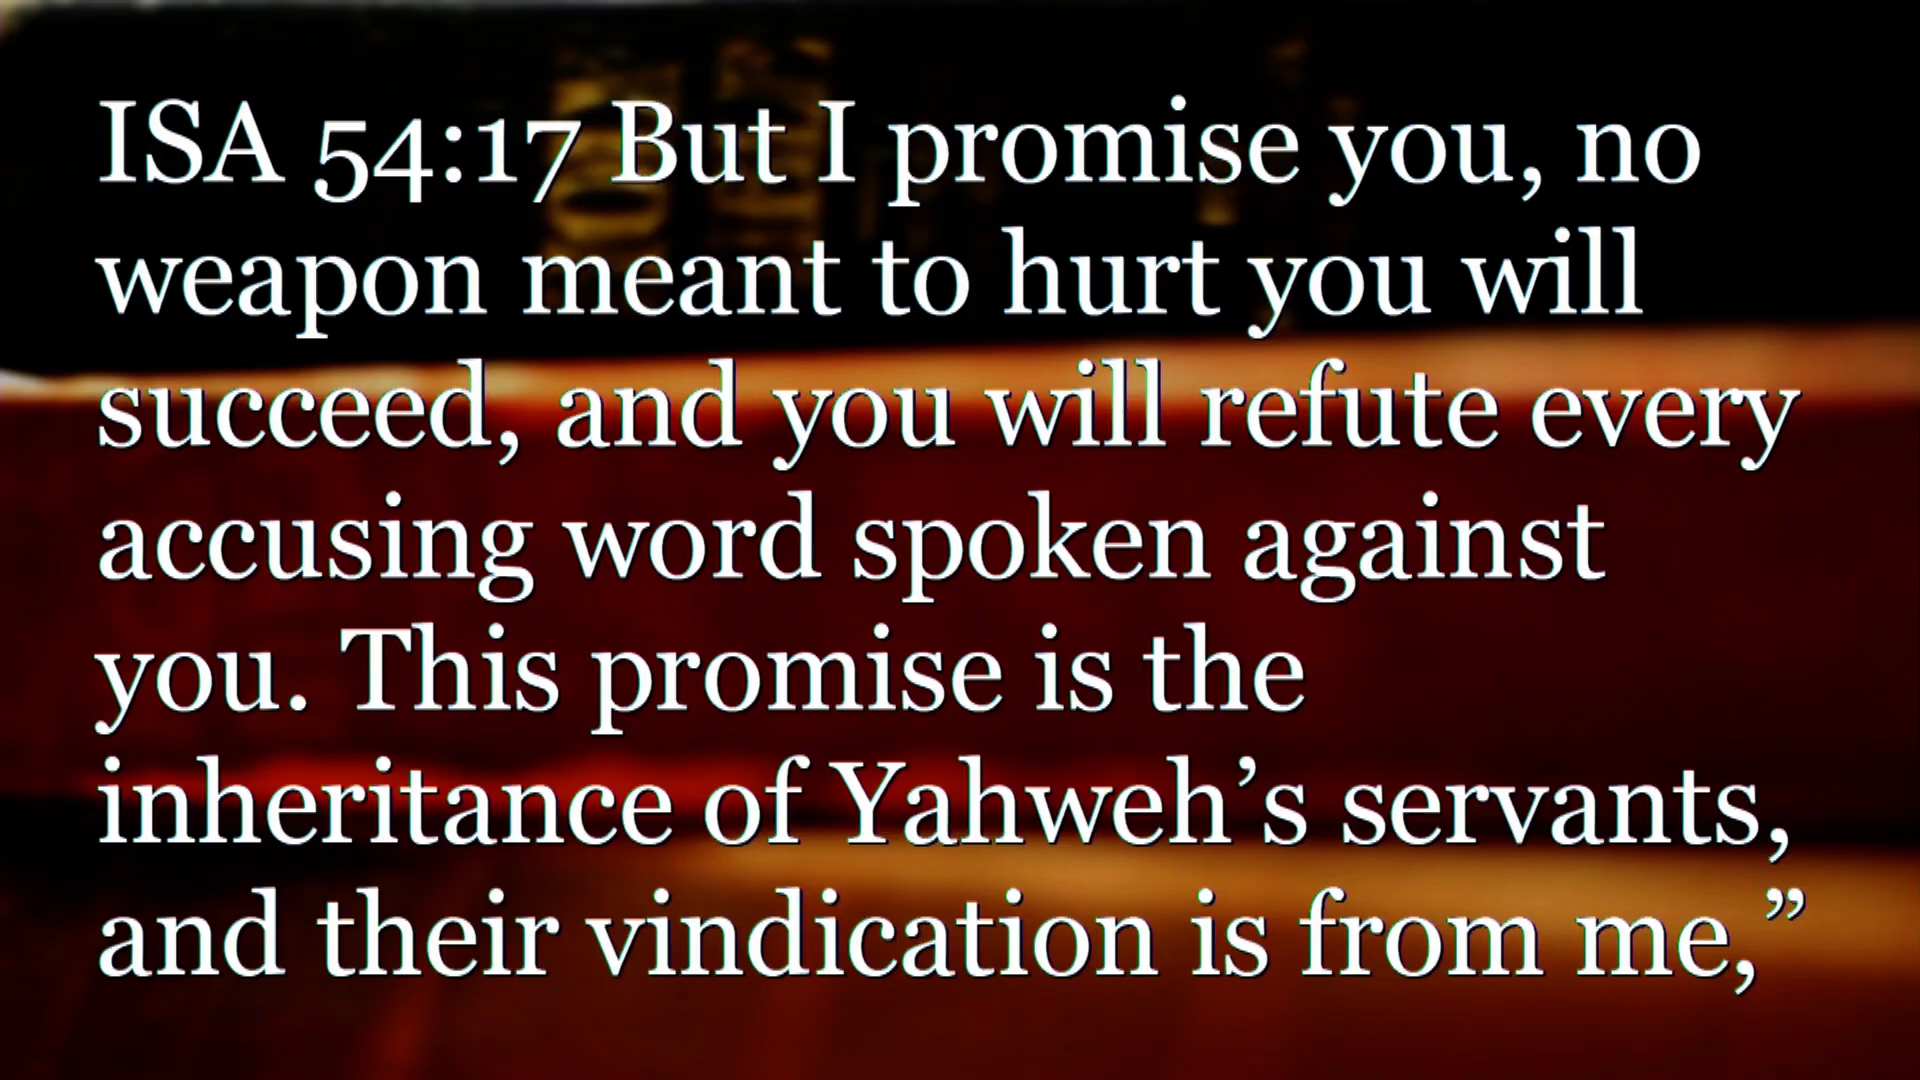 ISA 54:17 But I promise you, no
weapon meant to hurt you will
succeed, and you will refute every
accusing word spoken against
you. This promise is the
inheritance of Yahweh’s servants,
and their vindication is from me,”